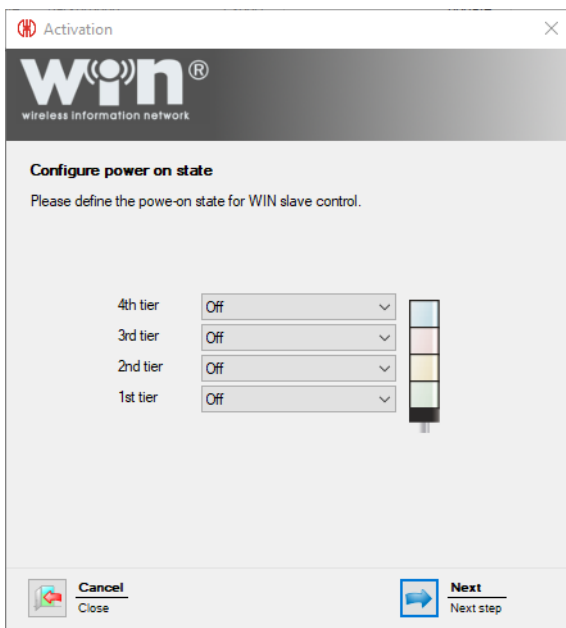 Activation
WiN®
wireless information network
Configure power on state
Please define the powe-on state for WIN slave control.
4th tier Off
3rd tier Off
2nd tier Off
1st tier Off
Cancel
Close
Next
Next step